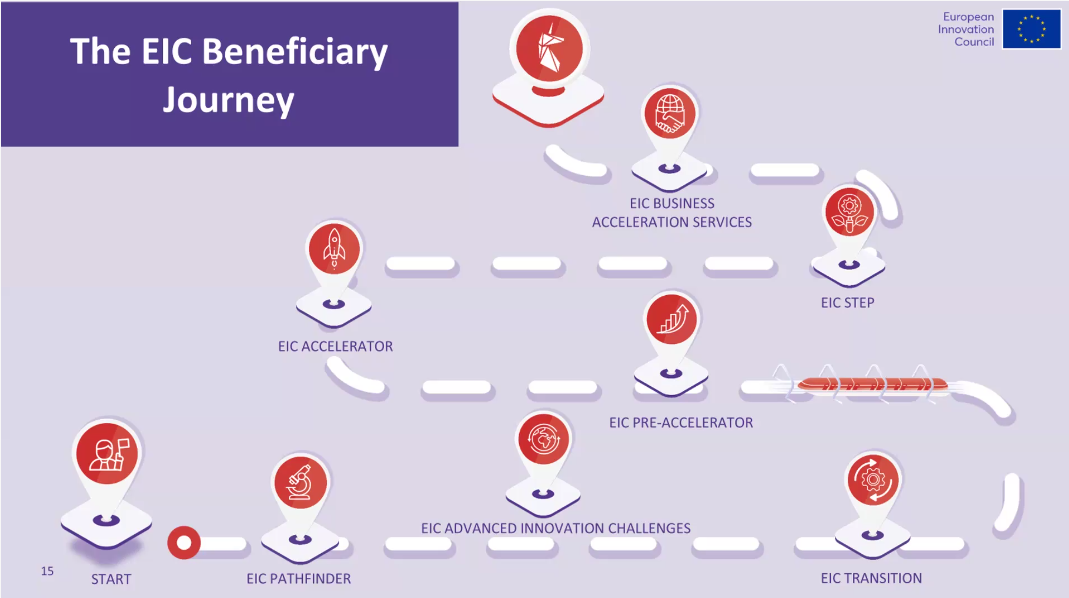 The EIC Beneficiary
Journey
European
Innovation
Council
EIC BUSINESS
ACCELERATION SERVICES
EIC STEP
EIC ACCELERATOR
EIC PRE-ACCELERATOR
EIC ADVANCED INNOVATION CHALLENGES
15
START
EIC PATHFINDER
EIC TRANSITION